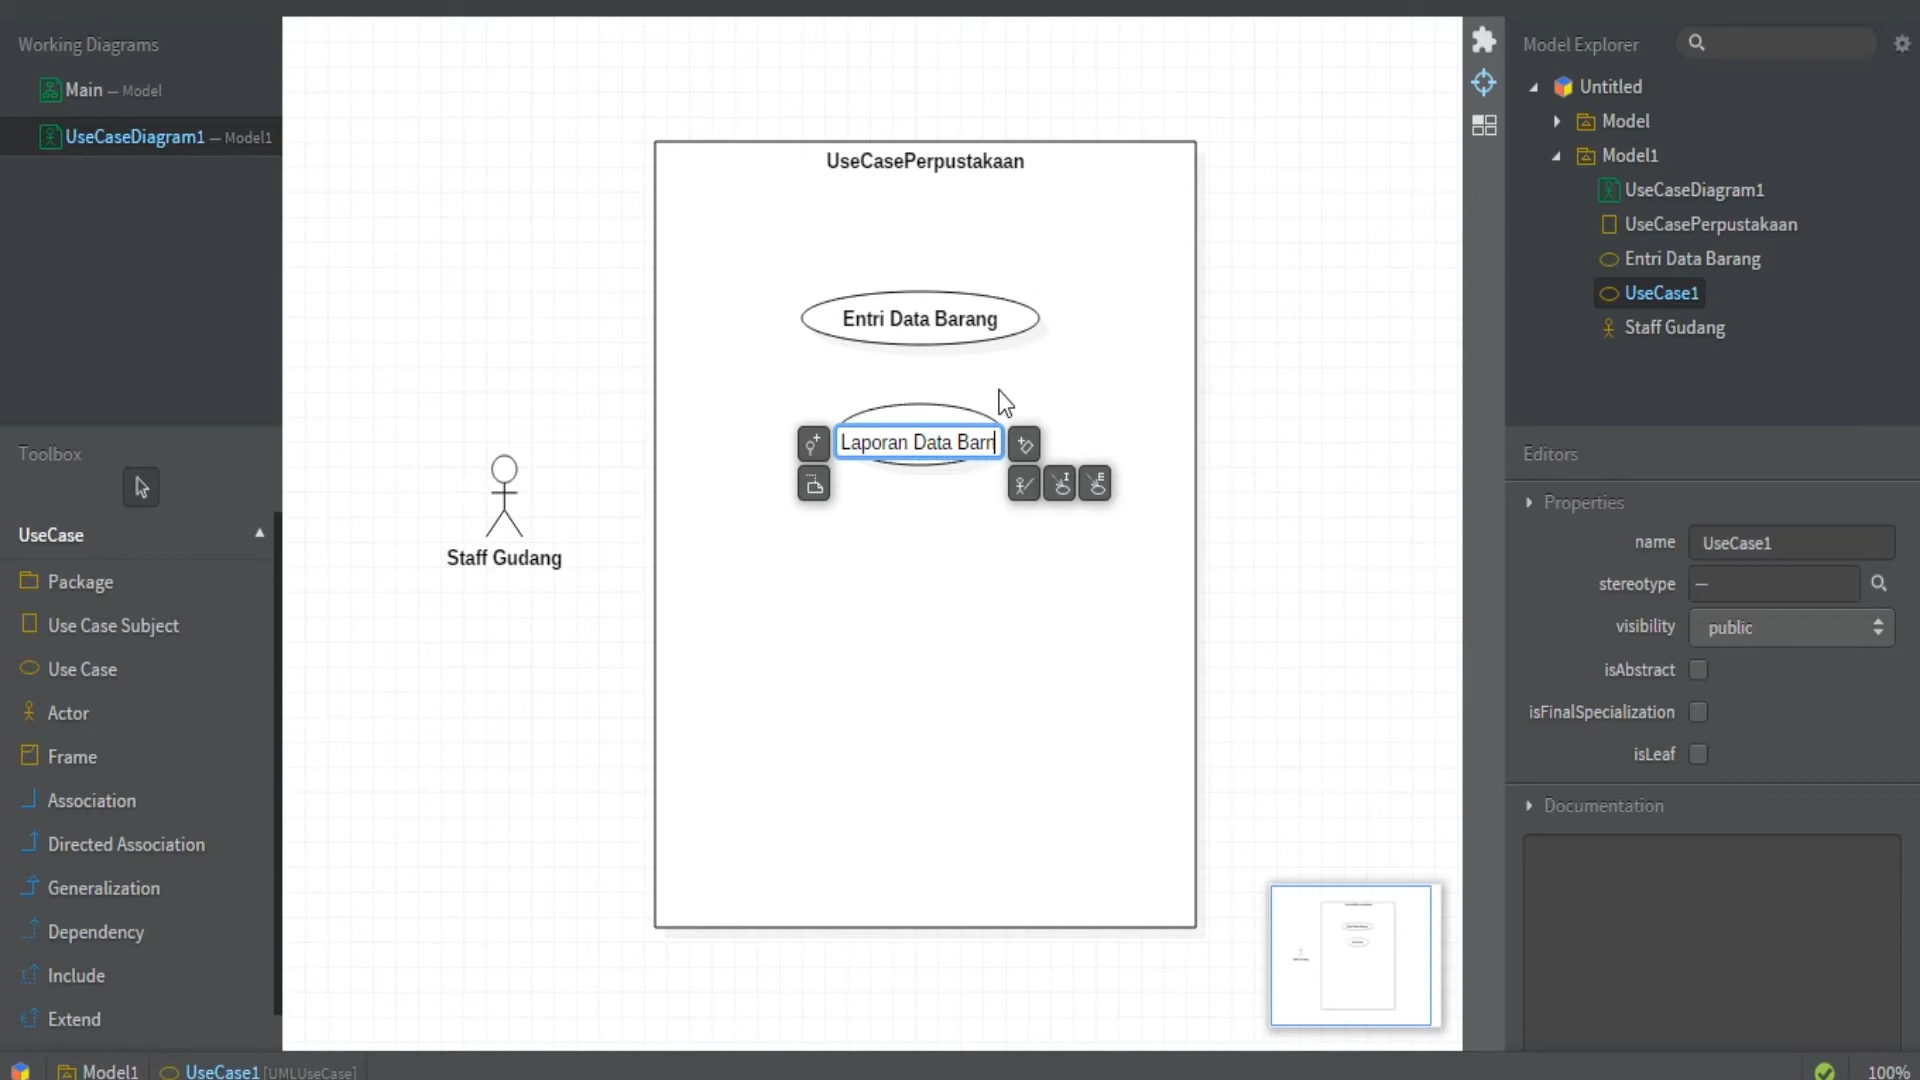 Working Diagrams
Main — Model
UseCaseDiagram1 — Model1
Toolbox
UseCase
Package
Use Case Subject
Use Case
Actor
Frame
Association
Directed Association
Generalization
Dependency
Include
Extend
UseCasePerpustakaan
Entri Data Barang
Laporan Data Barn
Staff Gudang
Model Explorer
Untitled
Model
Model1
UseCaseDiagram1
UseCasePerpustakaan
Entri Data Barang
UseCase1
Staff Gudang
Editors
Properties
name UseCase1
stereotype —
visibility public
isAbstract
isFinalSpecialization
isLeaf
Documentation
Model1 UseCase1 [UMLUseCase]
100%